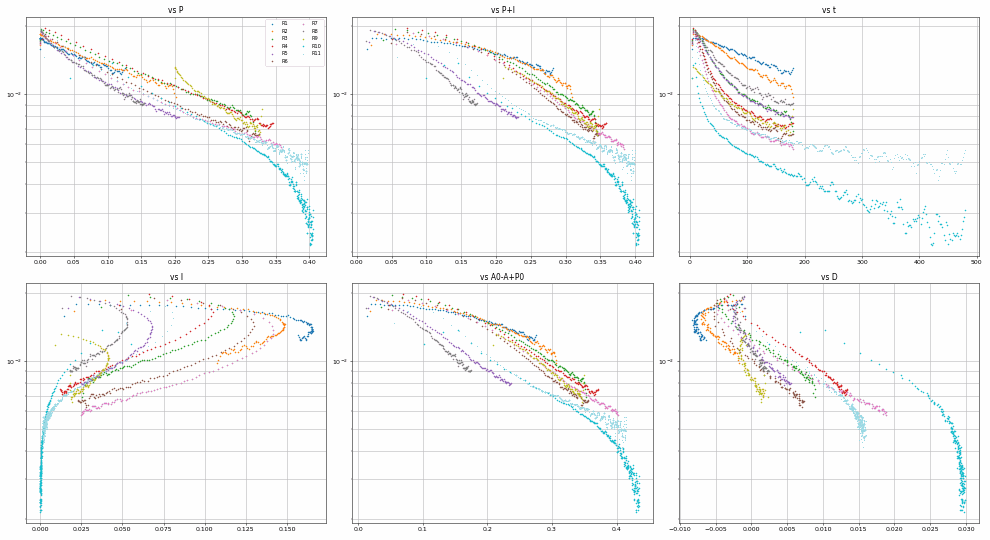 vs P
vs P+I
vs t
R1 R7
R2 R8
R3 R9
R4 R10
R5 R11
R6
10⁻²
10⁻²
10⁻²
0.00 0.05 0.10 0.15 0.20 0.25 0.30 0.35 0.40
0.00 0.05 0.10 0.15 0.20 0.25 0.30 0.35 0.40
0 100 200 300 400 500
vs I
vs A0-A+P0
vs D
10⁻²
10⁻²
10⁻²
0.000 0.025 0.050 0.075 0.100 0.125 0.150
0.0 0.1 0.2 0.3 0.4
−0.010 −0.005 0.000 0.005 0.010 0.015 0.020 0.025 0.030